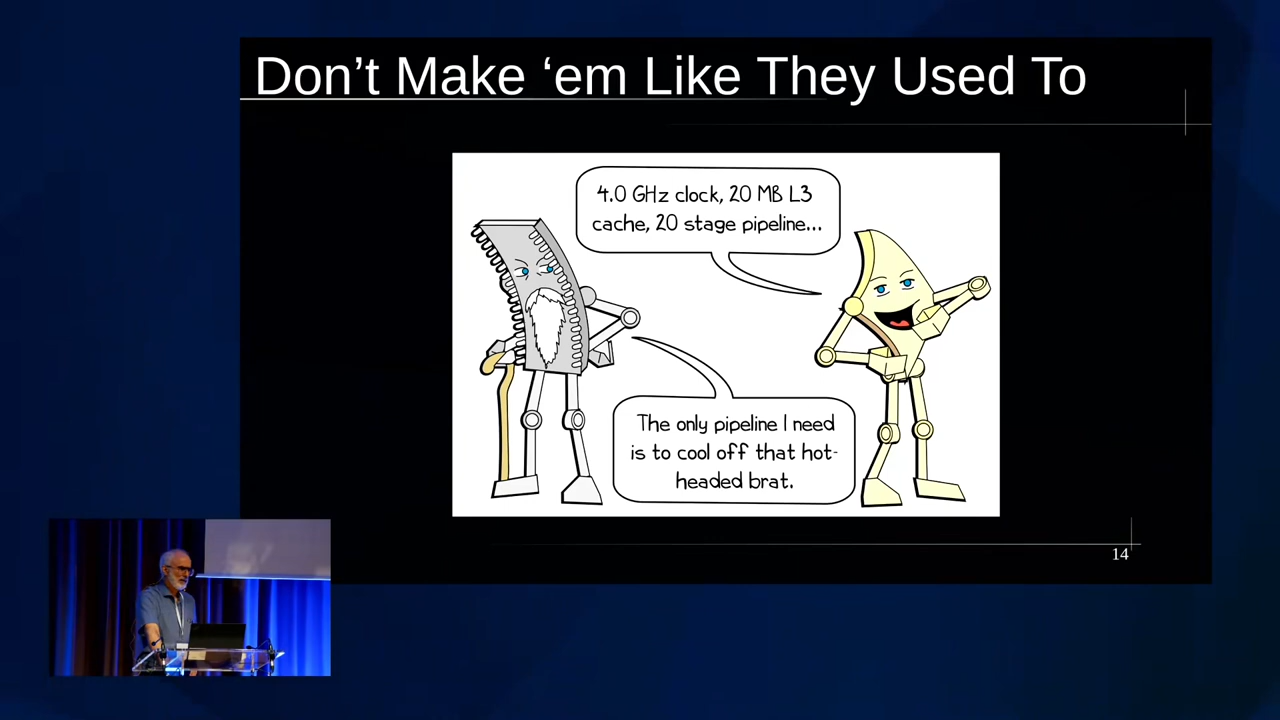 Don’t Make ‘em Like They Used To
4.0 GHz clock, 20 MB L3
cache, 20 stage pipeline...
The only pipeline I need
is to cool off that hot-
headed brat.
14